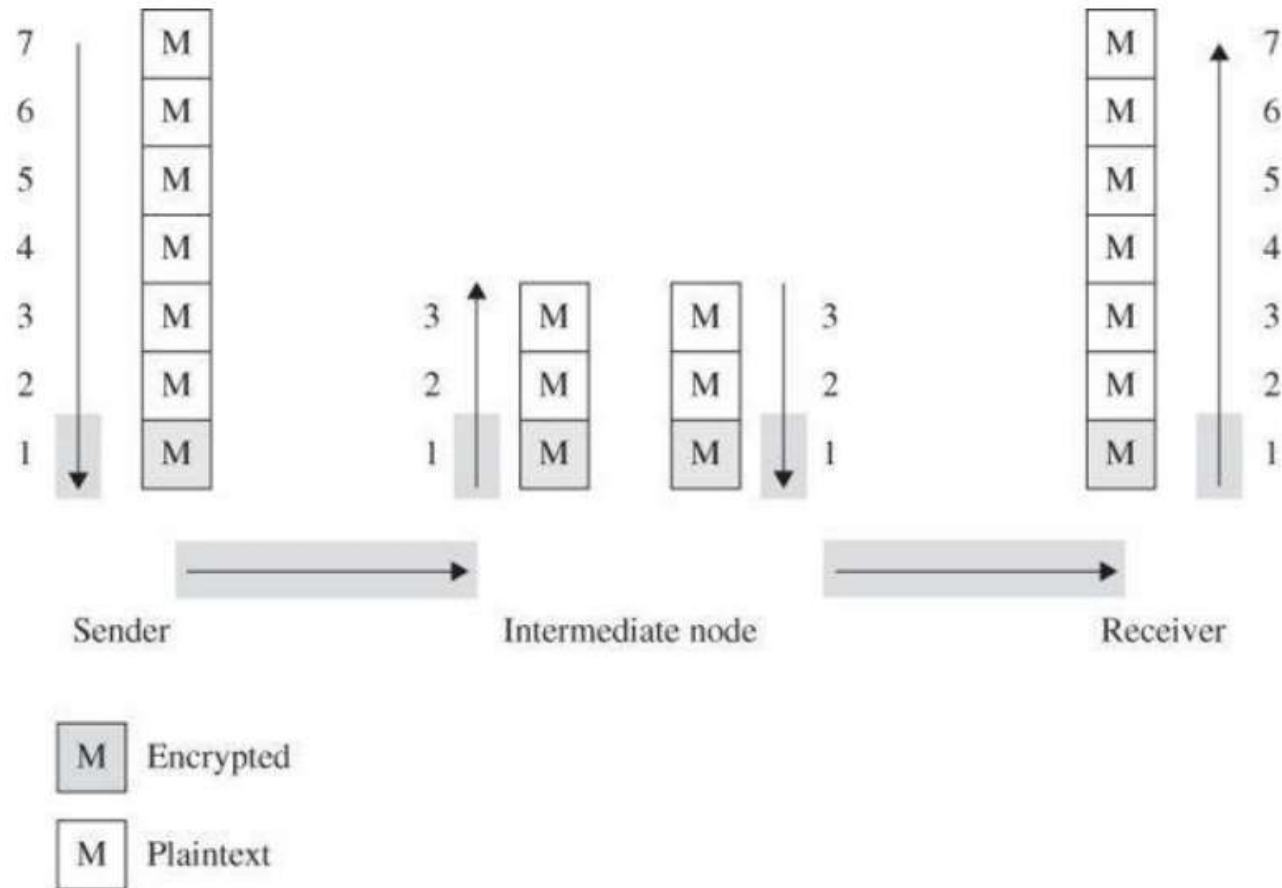 7 M M 7
6 M M 6
5 M M 5
4 M M 4
3 M 3 M M 3 M 3
2 M 2 M M 2 M 2
1 M 1 M M 1 M 1
Sender Intermediate node Receiver
M Encrypted
M Plaintext